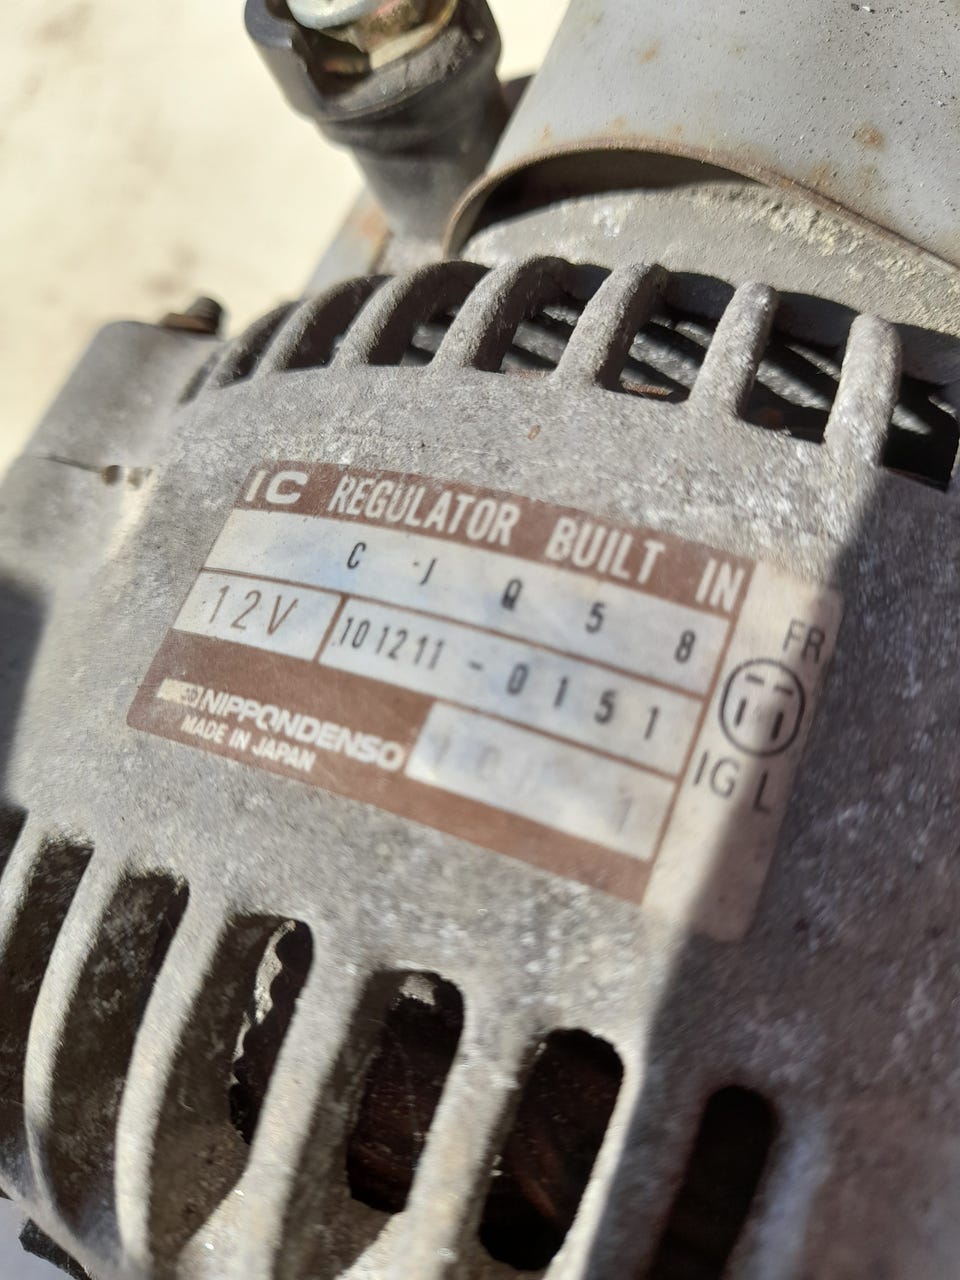 IC REGULATOR BUILT IN
C J Q 5 8
12V 101211-0151
NIPPONDENSO
MADE IN JAPAN
FR
IG L